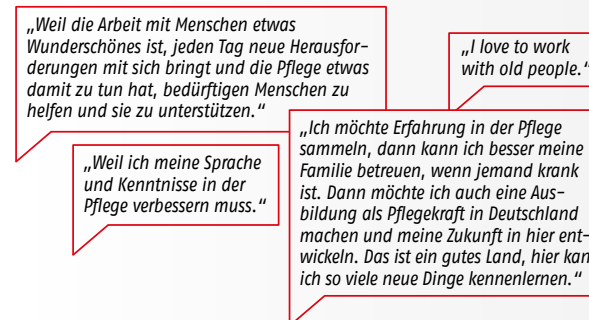 „Weil die Arbeit mit Menschen etwas
Wunderschönes ist, jeden Tag neue Herausfor-
derungen mit sich bringt und die Pflege etwas
damit zu tun hat, bedürftigen Menschen zu
helfen und sie zu unterstützen.“
„I love to work
with old people.“
„Weil ich meine Sprache
und Kenntnisse in der
Pflege verbessern muss.“
„Ich möchte Erfahrung in der Pflege
sammeln, dann kann ich besser meine
Familie betreuen, wenn jemand krank
ist. Dann möchte ich auch eine Aus-
bildung als Pflegekraft in Deutschland
machen und meine Zukunft in hier ent-
wickeln. Das ist ein gutes Land, hier kan
ich so viele neue Dinge kennenlernen.“